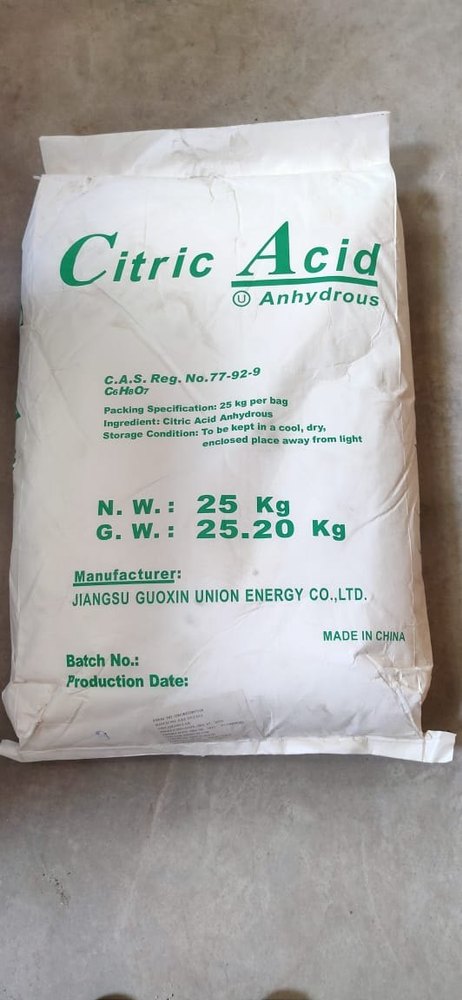 Citric Acid
Ⓤ Anhydrous
C.A.S. Reg. No.77-92-9
C₆H₈O₇
Packing Specification: 25 kg per bag
Ingredient: Citric Acid Anhydrous
Storage Condition: To be kept in a cool, dry,
enclosed place away from light
N. W.: 25 Kg
G. W.: 25.20 Kg
Manufacturer:
JIANGSU GUOXIN UNION ENERGY CO.,LTD.
MADE IN CHINA
Batch No.:
Production Date: